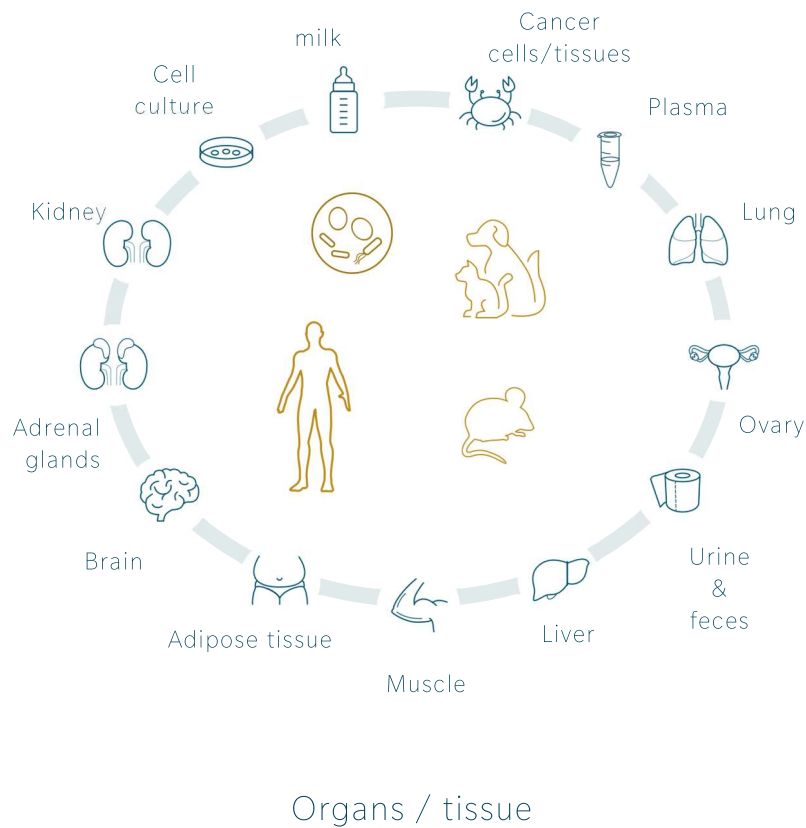 milk
Cancer
cells/tissues
Cell
culture
Plasma
Kidney
Lung
Adrenal
glands
Ovary
Brain
Urine
&
feces
Adipose tissue
Liver
Muscle
Organs / tissue